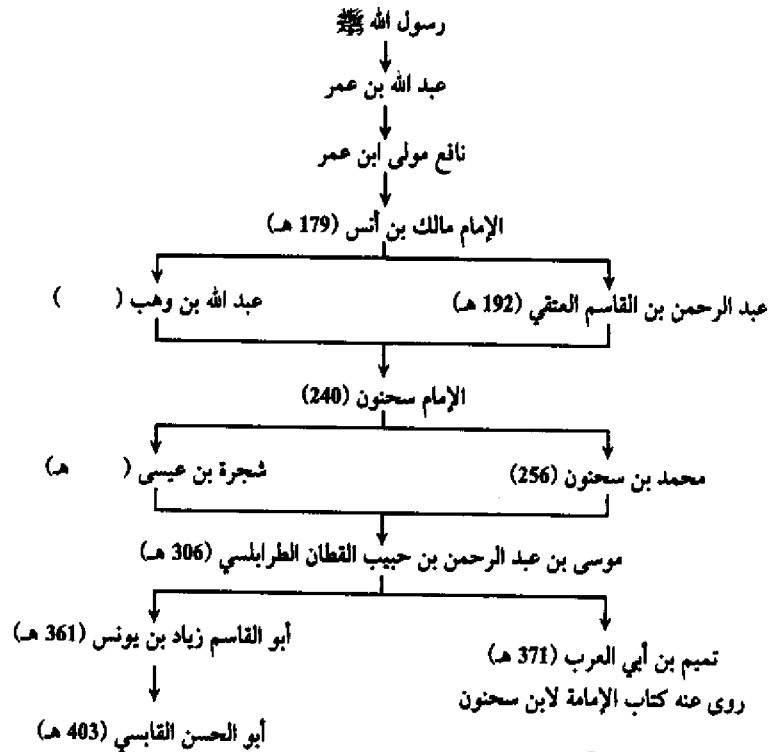 رسول الله ﷺ
عبد الله بن عمر
نافع مولى ابن عمر
الإمام مالك بن أنس (179 هـ)
عبد الرحمن بن القاسم العتقي (192 هـ) عبد الله بن وهب ( )
الإمام سحنون (240)
محمد بن سحنون (256) شجرة بن عيسى ( هـ)
موسى بن عبد الرحمن بن حبيب القطان الطرابلسي (306 هـ)
تميم بن أبي العرب (371 هـ) أبو القاسم زياد بن يونس (361 هـ)
روى عنه كتاب الإمامة لابن سحنون
أبو الحسن القابسي (403 هـ)